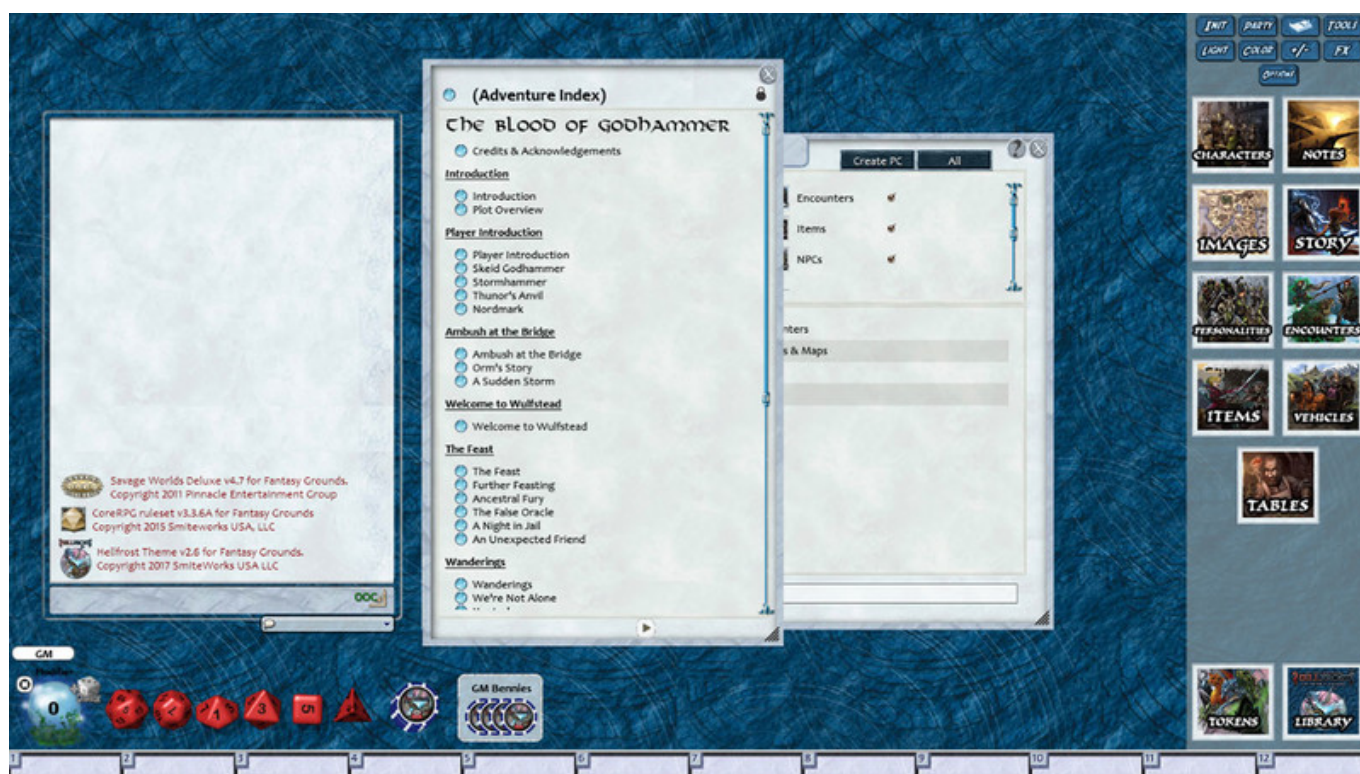 INIT
PARTY
TOOLS
LIGHT
COLOR
+/-
FX
OPTIONS
(Adventure Index)
The Blood of Godhammer
Credits & Acknowledgements
Introduction
Introduction
Plot Overview
Player Introduction
Player Introduction
Skeid Godhammer
Stormhammer
Thunor's Anvil
Nordmark
Ambush at the Bridge
Ambush at the Bridge
Orm's Story
A Sudden Storm
Welcome to Wulfstead
Welcome to Wulfstead
The Feast
The Feast
Further Feasting
Ancestral Fury
The False Oracle
A Night in Jail
An Unexpected Friend
Wanderings
Wanderings
We're Not Alone
Create PC
All
Encounters
Items
NPCs
nters
s & Maps
CHARACTERS
NOTES
IMAGES
STORY
PERSONALITIES
ENCOUNTERS
ITEMS
VEHICLES
TABLES
TOKENS
LIBRARY
Savage Worlds Deluxe v4.7 for Fantasy Grounds.
Copyright 2011 Pinnacle Entertainment Group
CoreRPG ruleset v3.3.6A for Fantasy Grounds
Copyright 2015 Smiteworks USA, LLC
Hellfrost Theme v2.6 for Fantasy Grounds.
Copyright 2017 SmiteWorks USA LLC
OOC
GM
0
1
3
5
GM Bennies
1 2 3 4 5 6 7 8 9 10 11 12